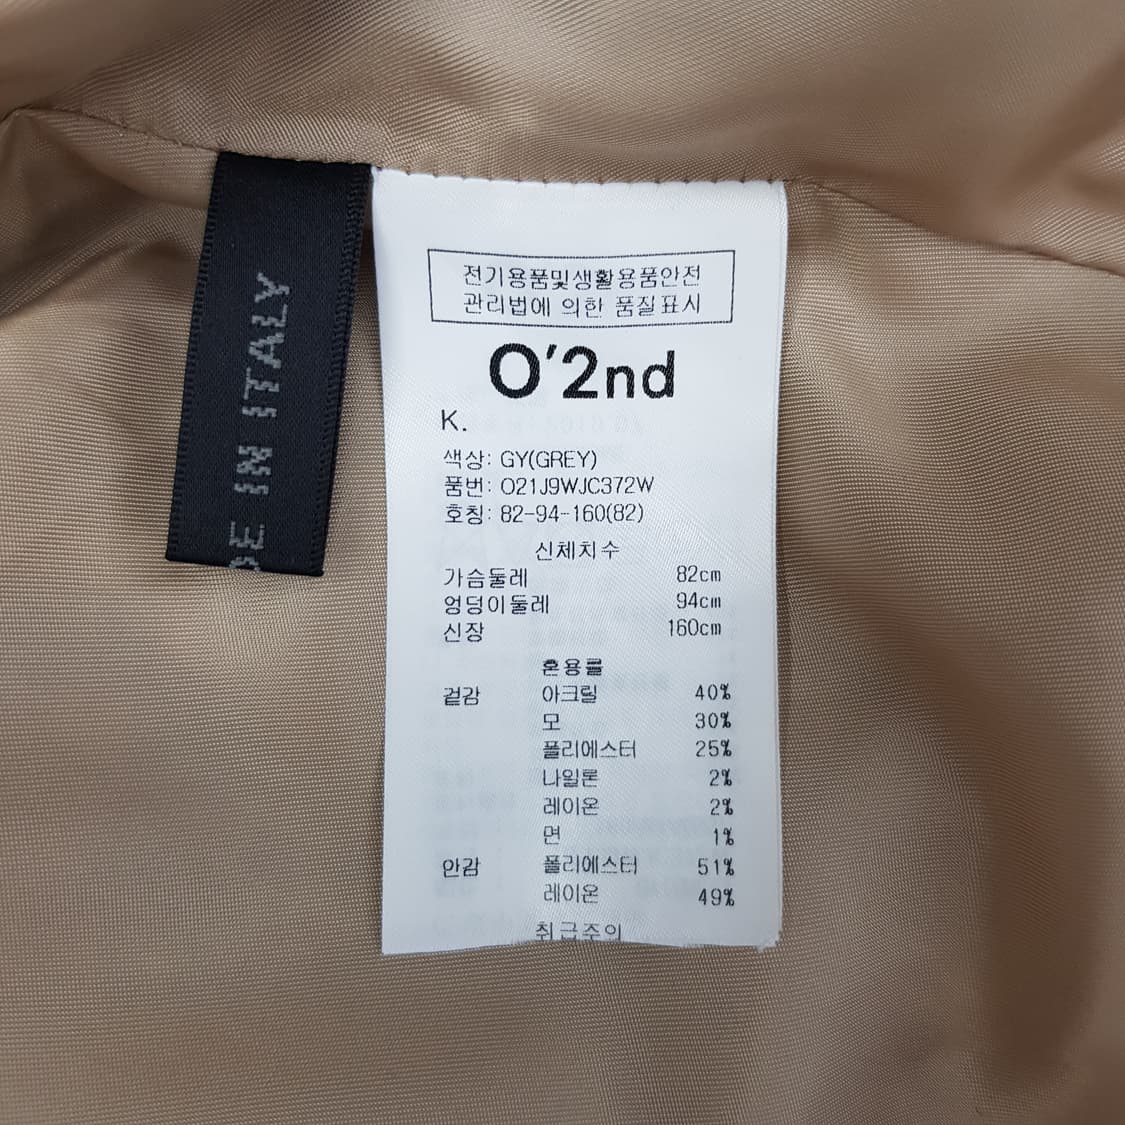 DE IN ITALY
전기용품및생활용품안전
관리법에 의한 품질표시
O'2nd
K.
색상: GY(GREY)
품번: O21J9WJC372W
호칭: 82-94-160(82)
신체치수
가슴둘레 82cm
엉덩이둘레 94cm
신장 160cm
혼용률
겉감 아크릴 40%
모 30%
폴리에스터 25%
나일론 2%
레이온 2%
면 1%
안감 폴리에스터 51%
레이온 49%
취급주의